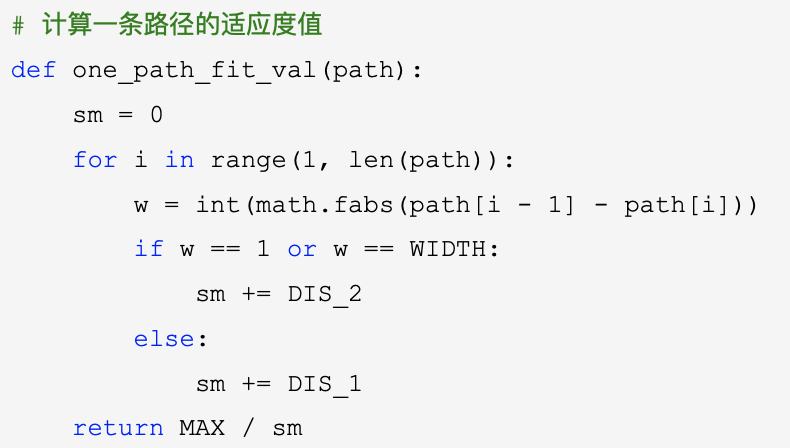 # 计算一条路径的适应度值
def one_path_fit_val(path):
    sm = 0
    for i in range(1, len(path)):
        w = int(math.fabs(path[i - 1] - path[i]))
        if w == 1 or w == WIDTH:
            sm += DIS_2
        else:
            sm += DIS_1
    return MAX / sm